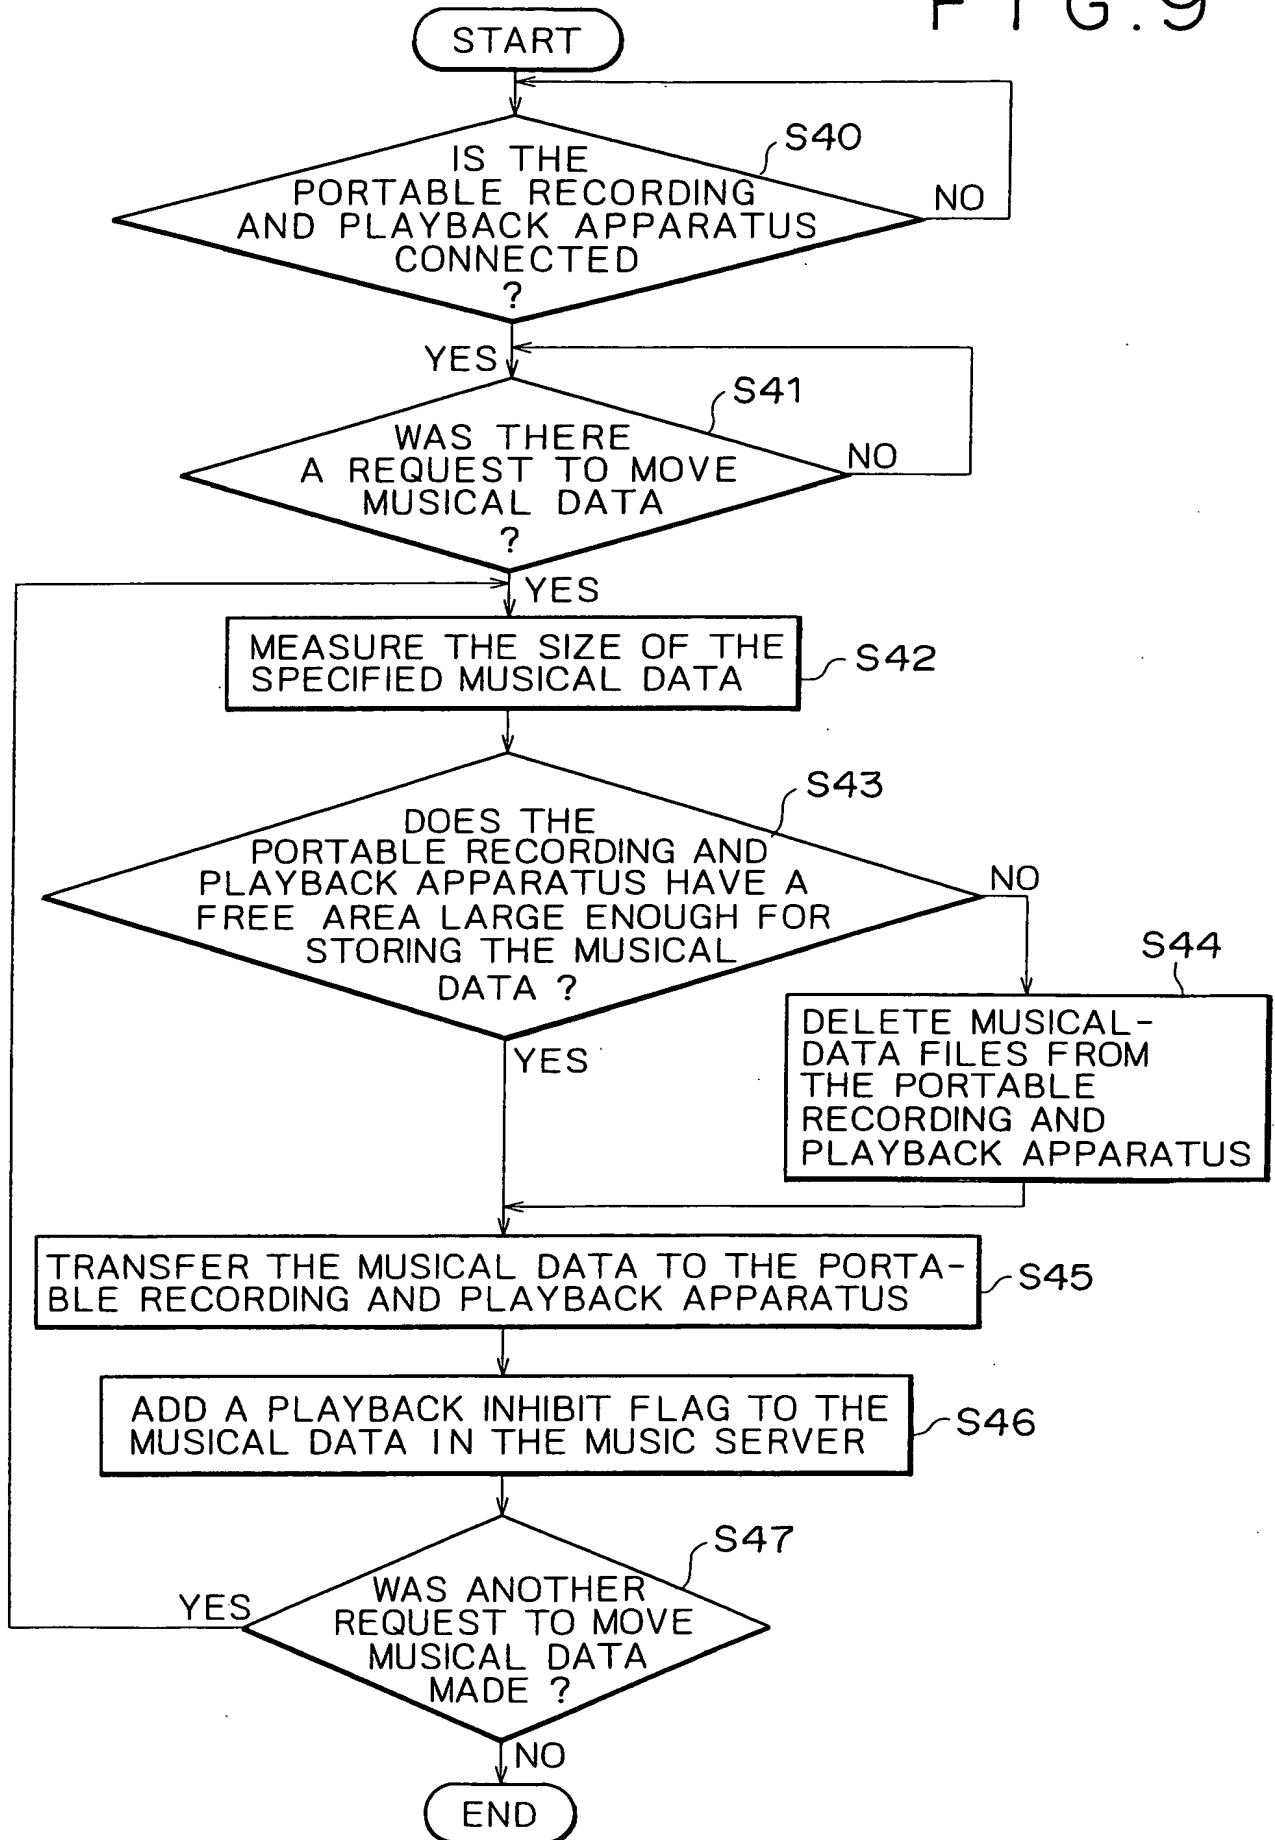 FIG.9
START
S40
IS THE
PORTABLE RECORDING
AND PLAYBACK APPARATUS
CONNECTED
?
NO
YES
S41
WAS THERE
A REQUEST TO MOVE
MUSICAL DATA
?
NO
YES
MEASURE THE SIZE OF THE
SPECIFIED MUSICAL DATA
S42
S43
DOES THE
PORTABLE RECORDING AND
PLAYBACK APPARATUS HAVE A
FREE AREA LARGE ENOUGH FOR
STORING THE MUSICAL
DATA ?
NO
YES
S44
DELETE MUSICAL-
DATA FILES FROM
THE PORTABLE
RECORDING AND
PLAYBACK APPARATUS
TRANSFER THE MUSICAL DATA TO THE PORTA-
BLE RECORDING AND PLAYBACK APPARATUS
S45
ADD A PLAYBACK INHIBIT FLAG TO THE
MUSICAL DATA IN THE MUSIC SERVER
S46
S47
WAS ANOTHER
REQUEST TO MOVE
MUSICAL DATA
MADE ?
YES
NO
END